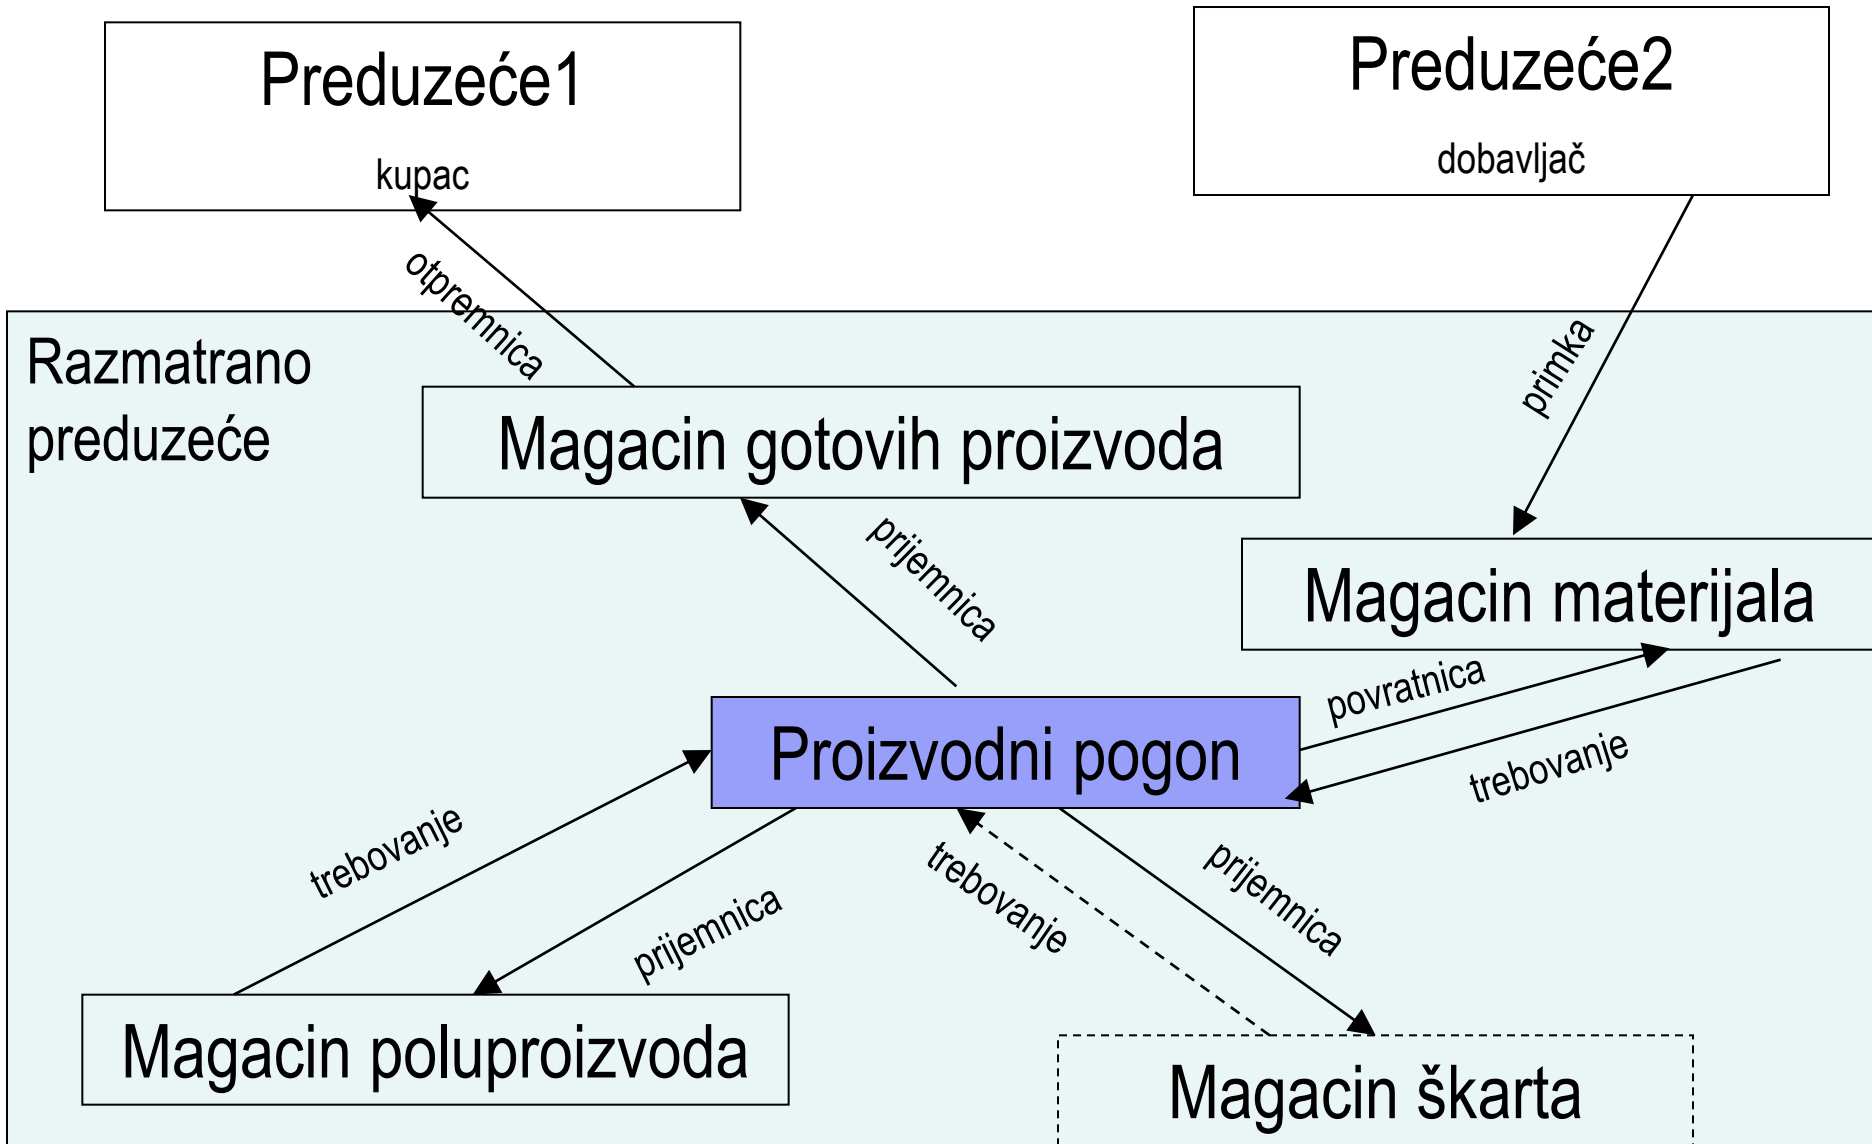 Preduzeće1
kupac
Preduzeće2
dobavljač
otpremnica
primka
Razmatrano
preduzeće
Magacin gotovih proizvoda
prijemnica
Magacin materijala
povratnica
trebovanje
Proizvodni pogon
trebovanje
prijemnica
trebovanje
prijemnica
Magacin poluproizvoda
Magacin škarta